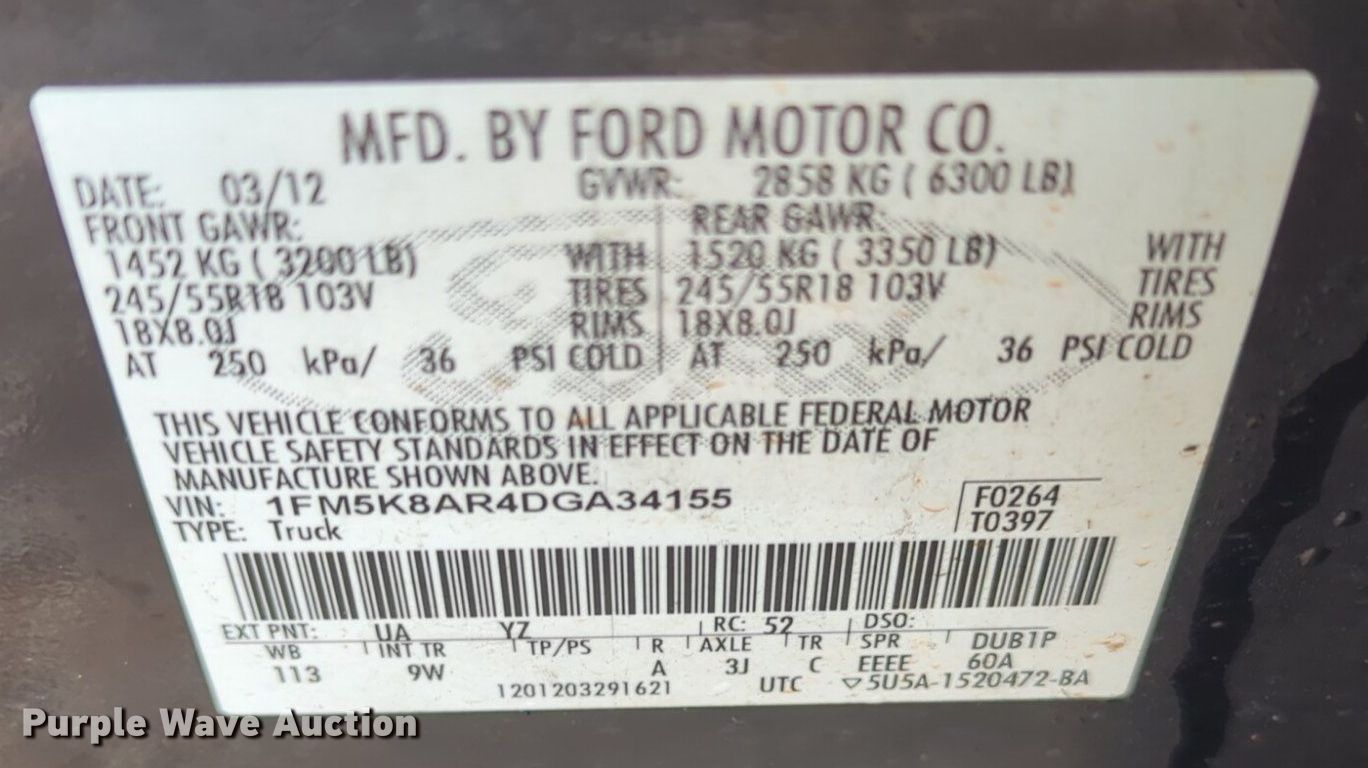 MFD. BY FORD MOTOR CO.
DATE: 03/12 GVWR: 2858 KG ( 6300 LB)
FRONT GAWR: REAR GAWR:
1452 KG ( 3200 LB) WITH 1520 KG ( 3350 LB) WITH
245/55R18 103V TIRES 245/55R18 103V TIRES
18X8.0J RIMS 18X8.0J RIMS
AT 250 kPa/ 36 PSI COLD AT 250 kPa/ 36 PSI COLD
THIS VEHICLE CONFORMS TO ALL APPLICABLE FEDERAL MOTOR
VEHICLE SAFETY STANDARDS IN EFFECT ON THE DATE OF
MANUFACTURE SHOWN ABOVE.
VIN: 1FM5K8AR4DGA34155 F0264
TYPE: Truck T0397
EXT PNT: UA YZ RC: 52 DSO:
WB INT TR TP/PS R AXLE TR SPR DUB1P
113 9W A 3J C EEEE 60A
1201203291621 UTC ▽5U5A-1520472-BA
Purple Wave Auction